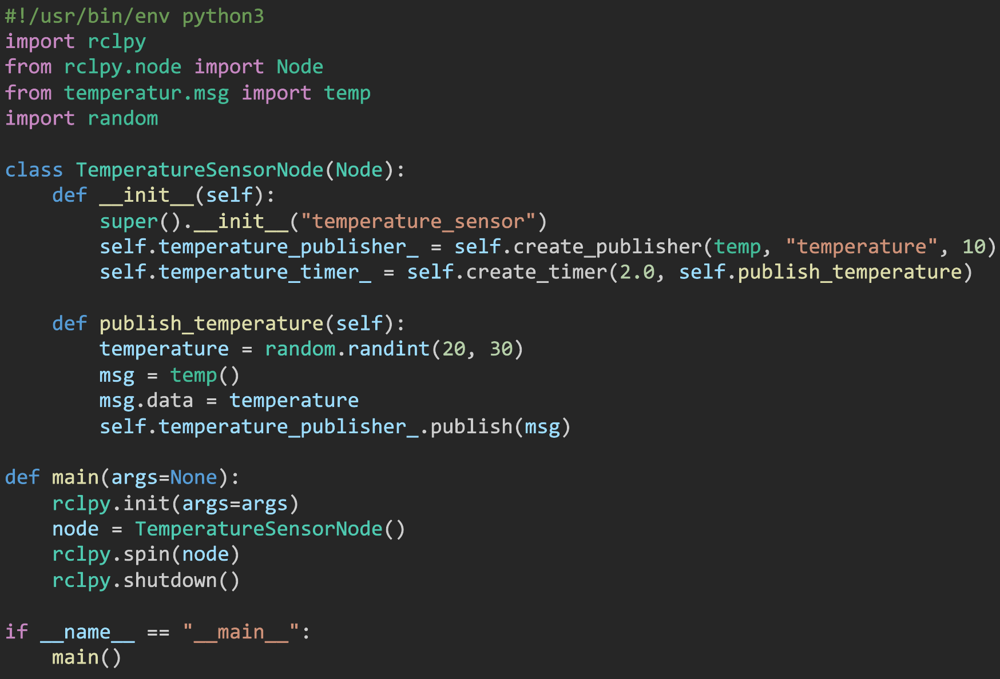 #!/usr/bin/env python3
import rclpy
from rclpy.node import Node
from temperatur.msg import temp
import random

class TemperatureSensorNode(Node):
    def __init__(self):
        super().__init__("temperature_sensor")
        self.temperature_publisher_ = self.create_publisher(temp, "temperature", 10)
        self.temperature_timer_ = self.create_timer(2.0, self.publish_temperature)

    def publish_temperature(self):
        temperature = random.randint(20, 30)
        msg = temp()
        msg.data = temperature
        self.temperature_publisher_.publish(msg)

def main(args=None):
    rclpy.init(args=args)
    node = TemperatureSensorNode()
    rclpy.spin(node)
    rclpy.shutdown()

if __name__ == "__main__":
    main()